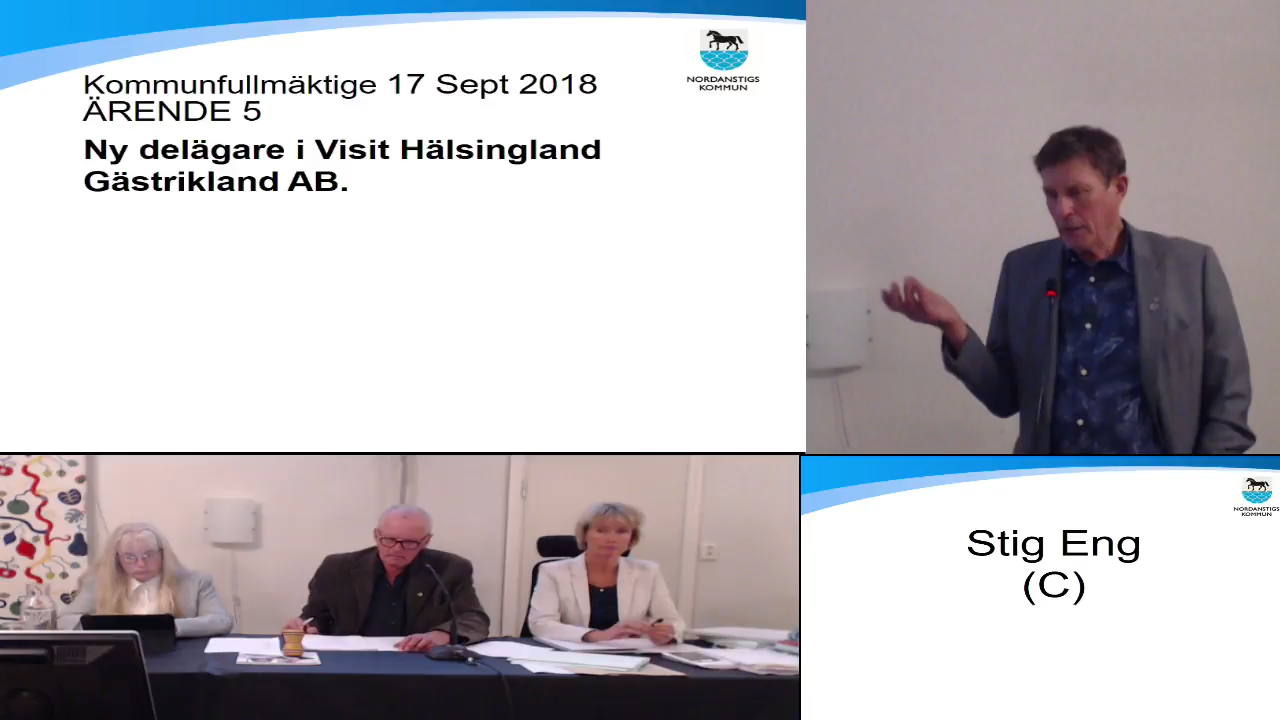 Kommunfullmäktige 17 Sept 2018
ÄRENDE 5
Ny delägare i Visit Hälsingland
Gästrikland AB.
NORDANSTIGS
KOMMUN
Stig Eng
(C)
NORDANSTIGS
KOMMUN